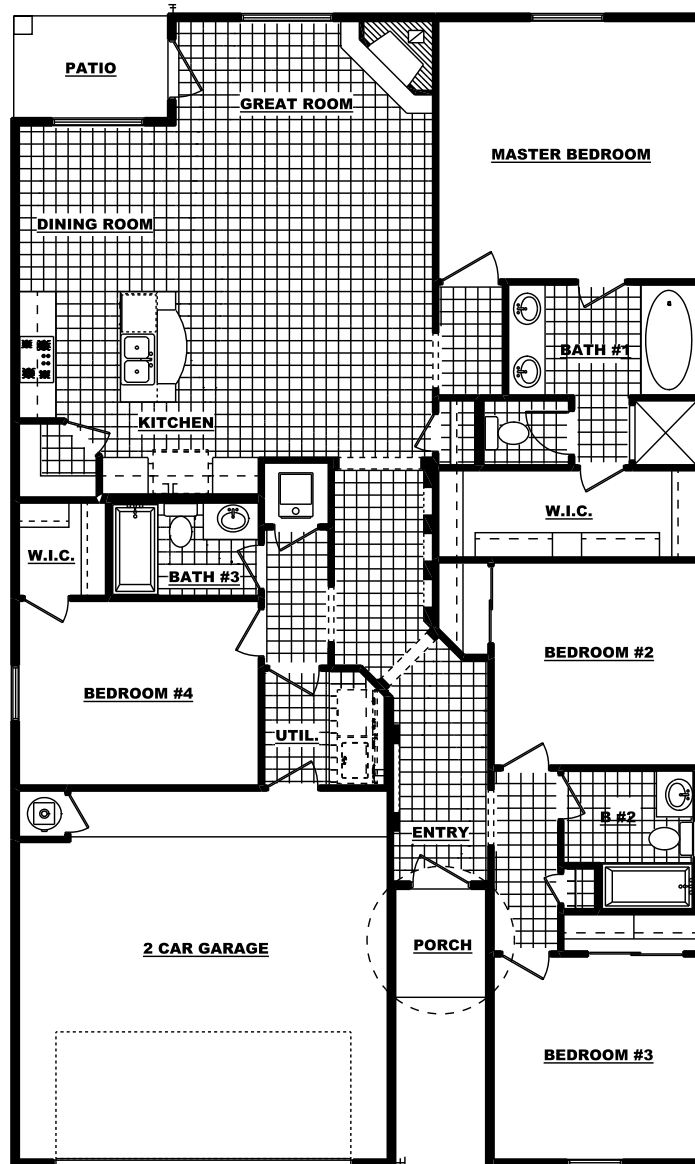 PATIO
GREAT ROOM
MASTER BEDROOM
DINING ROOM
BATH #1
KITCHEN
W.I.C.
W.I.C.
BATH #3
BEDROOM #2
BEDROOM #4
UTIL.
B #2
ENTRY
2 CAR GARAGE
PORCH
BEDROOM #3